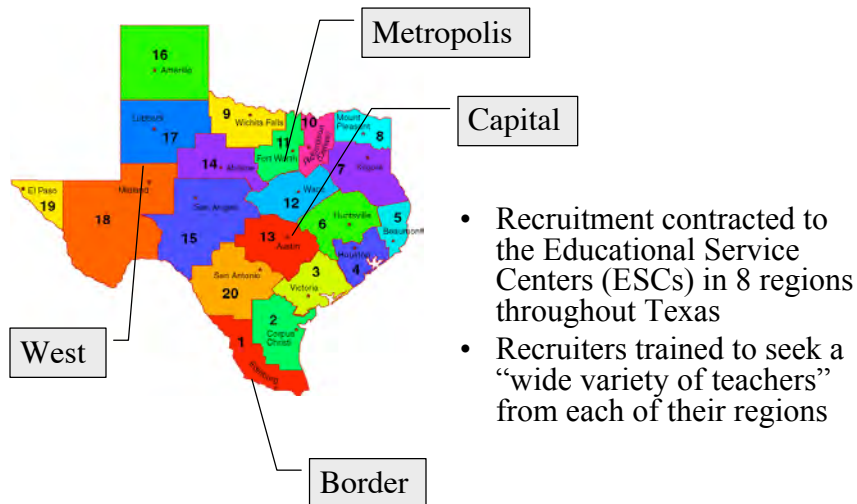 Metropolis
Capital
16
Amarillo
Lubbock
17
9
Wichita Falls
10
11
Fort Worth
Mount
Pleasant
8
14
Abilene
7
Kilgore
El Paso
19
Midland
18
San Angelo
15
Waco
12
Huntsville
6
5
Beaumont
13
Austin
Houston
4
San Antonio
20
3
Victoria
2
Corpus
Christi
1
Edinburg
West
Border
• Recruitment contracted to
the Educational Service
Centers (ESCs) in 8 regions
throughout Texas
• Recruiters trained to seek a
“wide variety of teachers”
from each of their regions